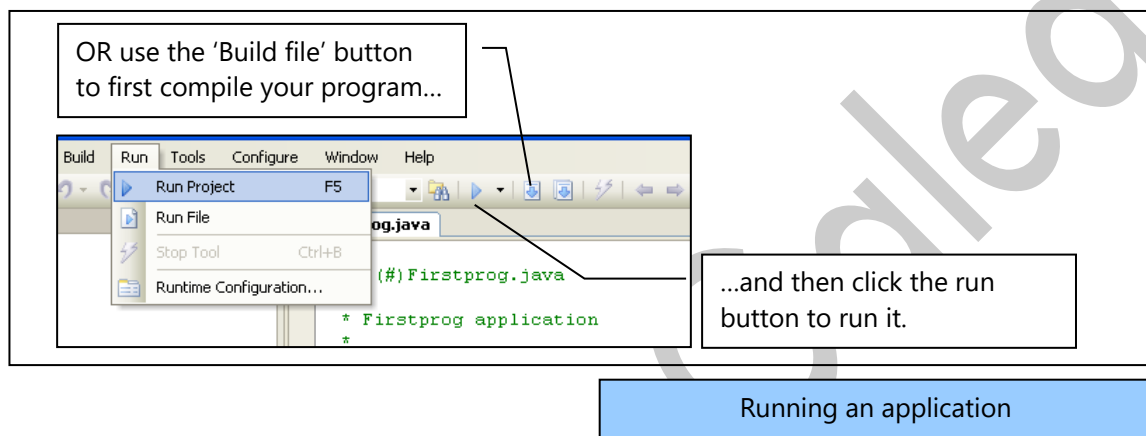 OR use the ‘Build file’ button
to first compile your program…
Build Run Tools Configure Window Help
Run Project F5
Run File
og.java
Stop Tool Ctrl+B
(#)Firstprog.java
Runtime Configuration...
* Firstprog application
*
…and then click the run
button to run it.
Running an application